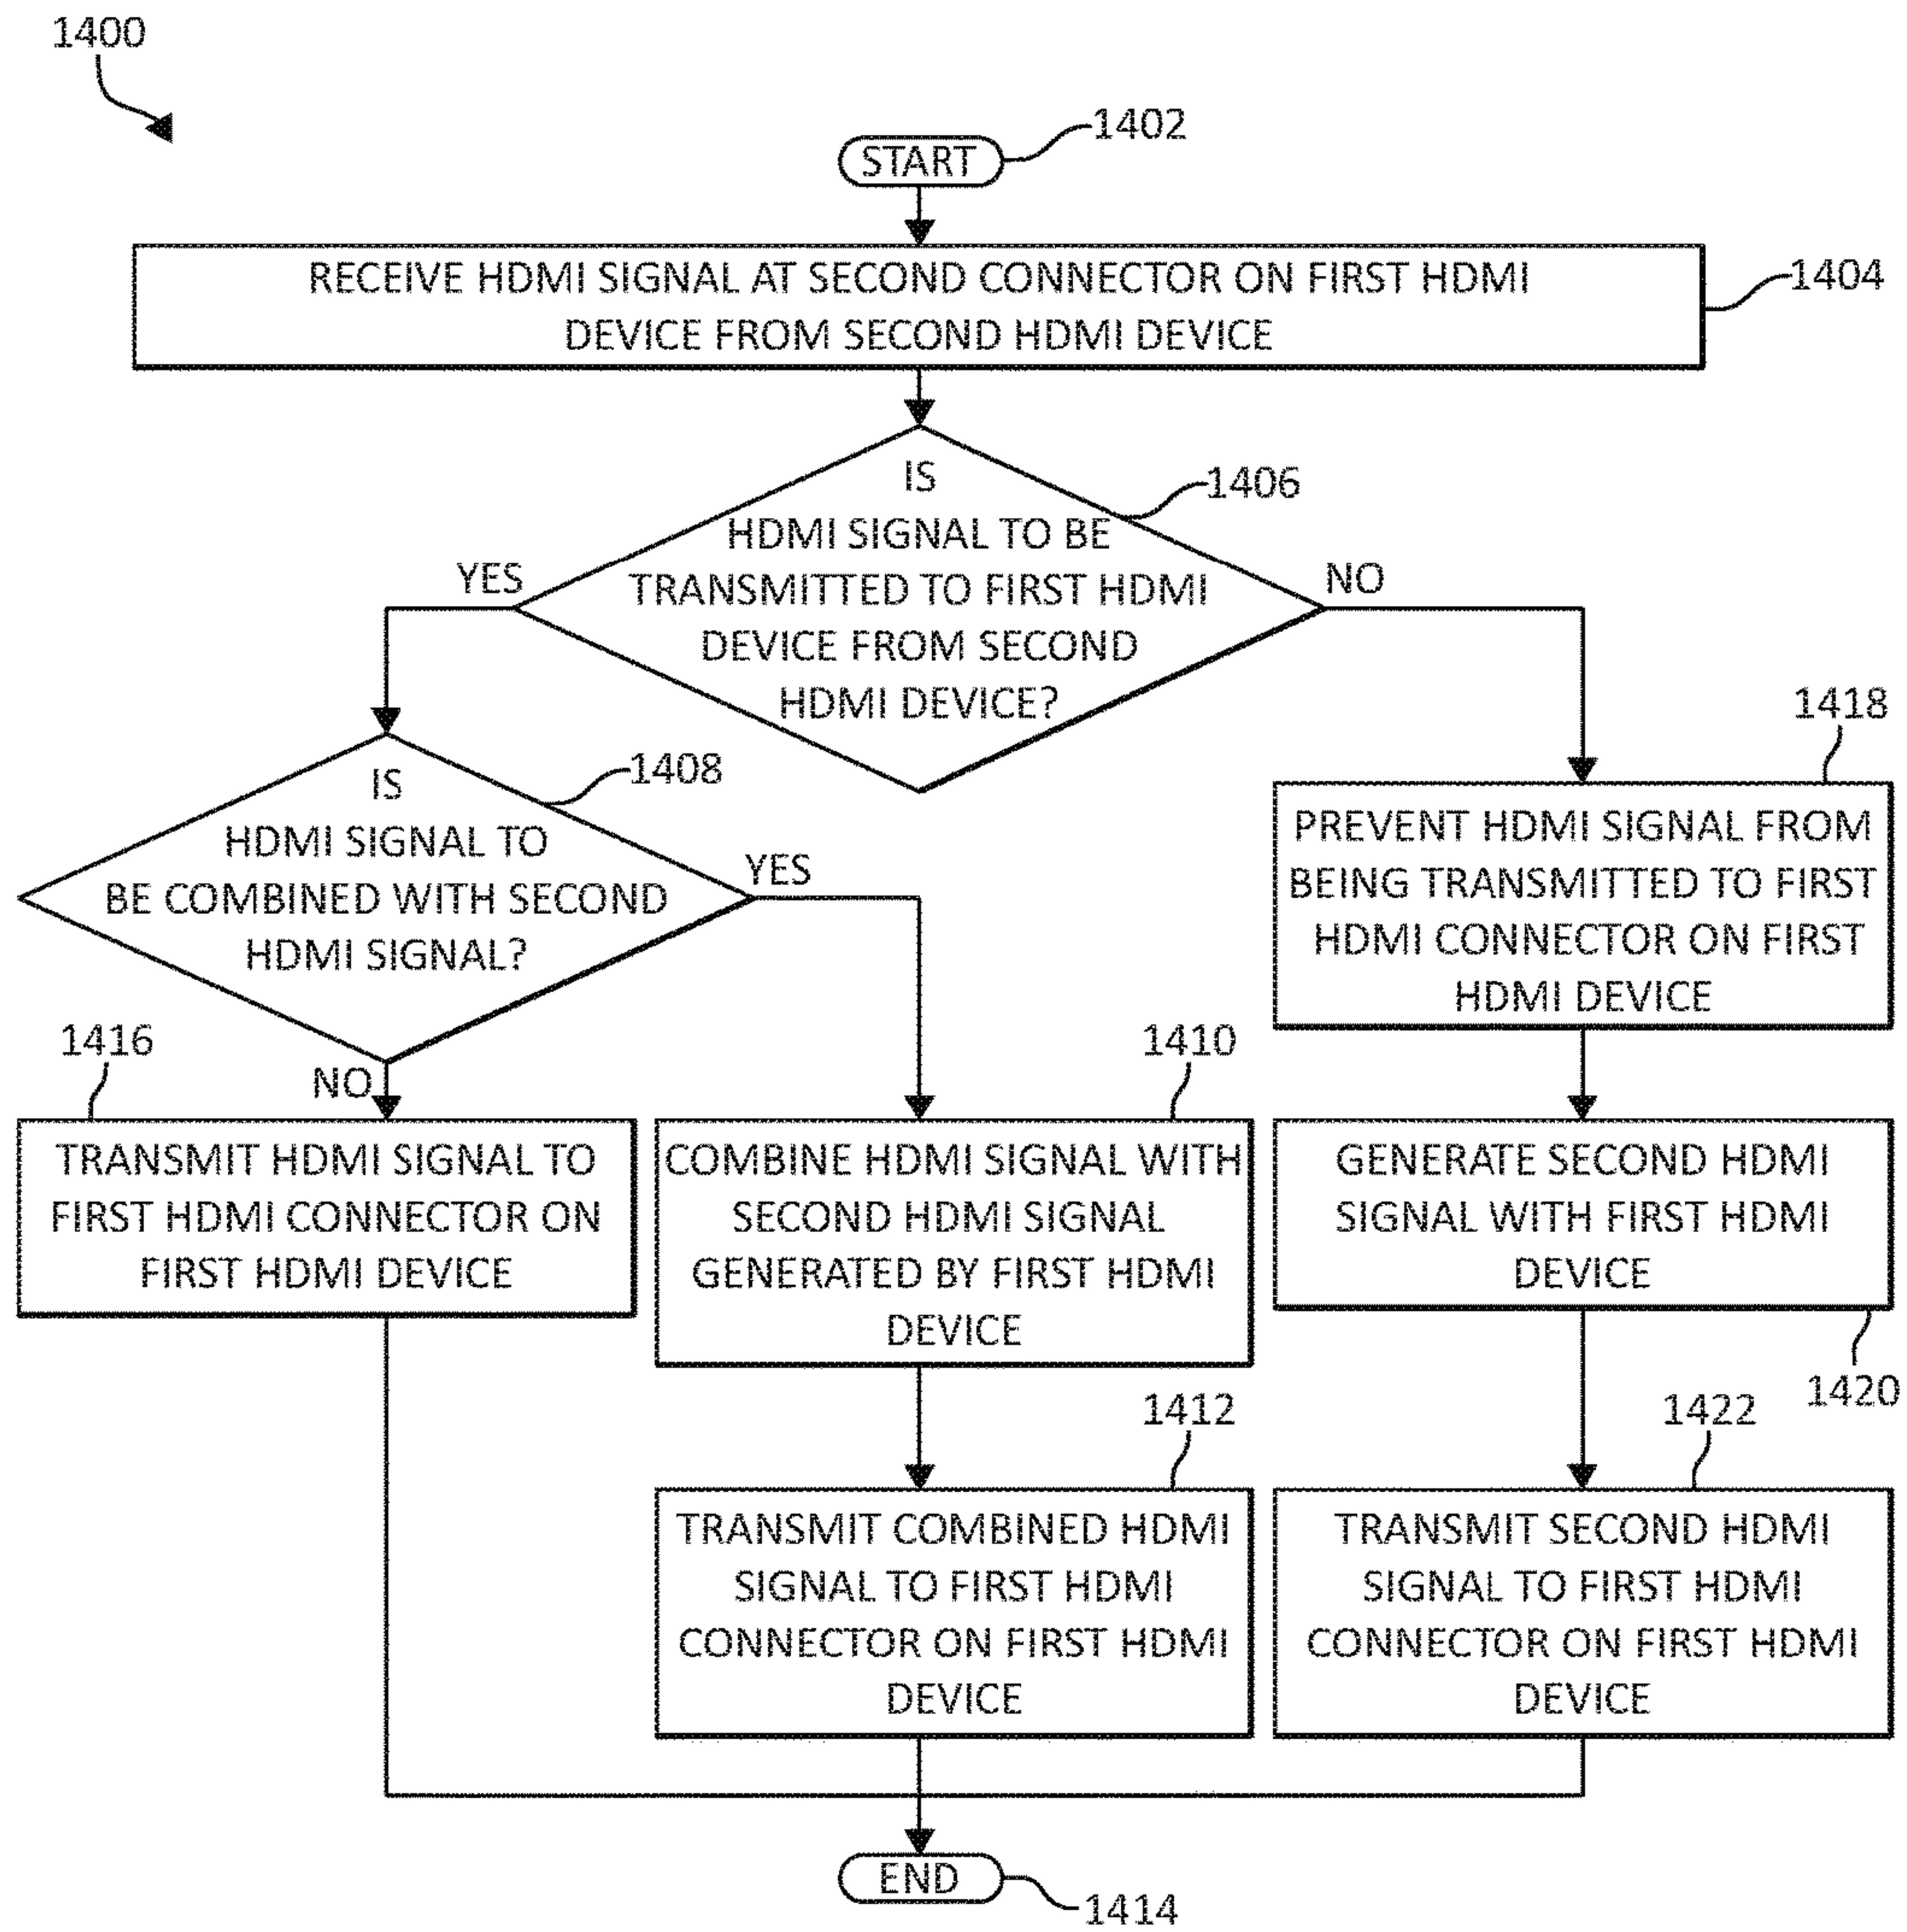 1400
START
1402
RECEIVE HDMI SIGNAL AT SECOND CONNECTOR ON FIRST HDMI
DEVICE FROM SECOND HDMI DEVICE
1404
IS
HDMI SIGNAL TO BE
TRANSMITTED TO FIRST HDMI
DEVICE FROM SECOND
HDMI DEVICE?
1406
YES
NO
IS
HDMI SIGNAL TO
BE COMBINED WITH SECOND
HDMI SIGNAL?
1408
YES
NO
1418
PREVENT HDMI SIGNAL FROM
BEING TRANSMITTED TO FIRST
HDMI CONNECTOR ON FIRST
HDMI DEVICE
1416
TRANSMIT HDMI SIGNAL TO
FIRST HDMI CONNECTOR ON
FIRST HDMI DEVICE
1410
COMBINE HDMI SIGNAL WITH
SECOND HDMI SIGNAL
GENERATED BY FIRST HDMI
DEVICE
GENERATE SECOND HDMI
SIGNAL WITH FIRST HDMI
DEVICE
1420
1412
TRANSMIT COMBINED HDMI
SIGNAL TO FIRST HDMI
CONNECTOR ON FIRST HDMI
DEVICE
1422
TRANSMIT SECOND HDMI
SIGNAL TO FIRST HDMI
CONNECTOR ON FIRST HDMI
DEVICE
END
1414